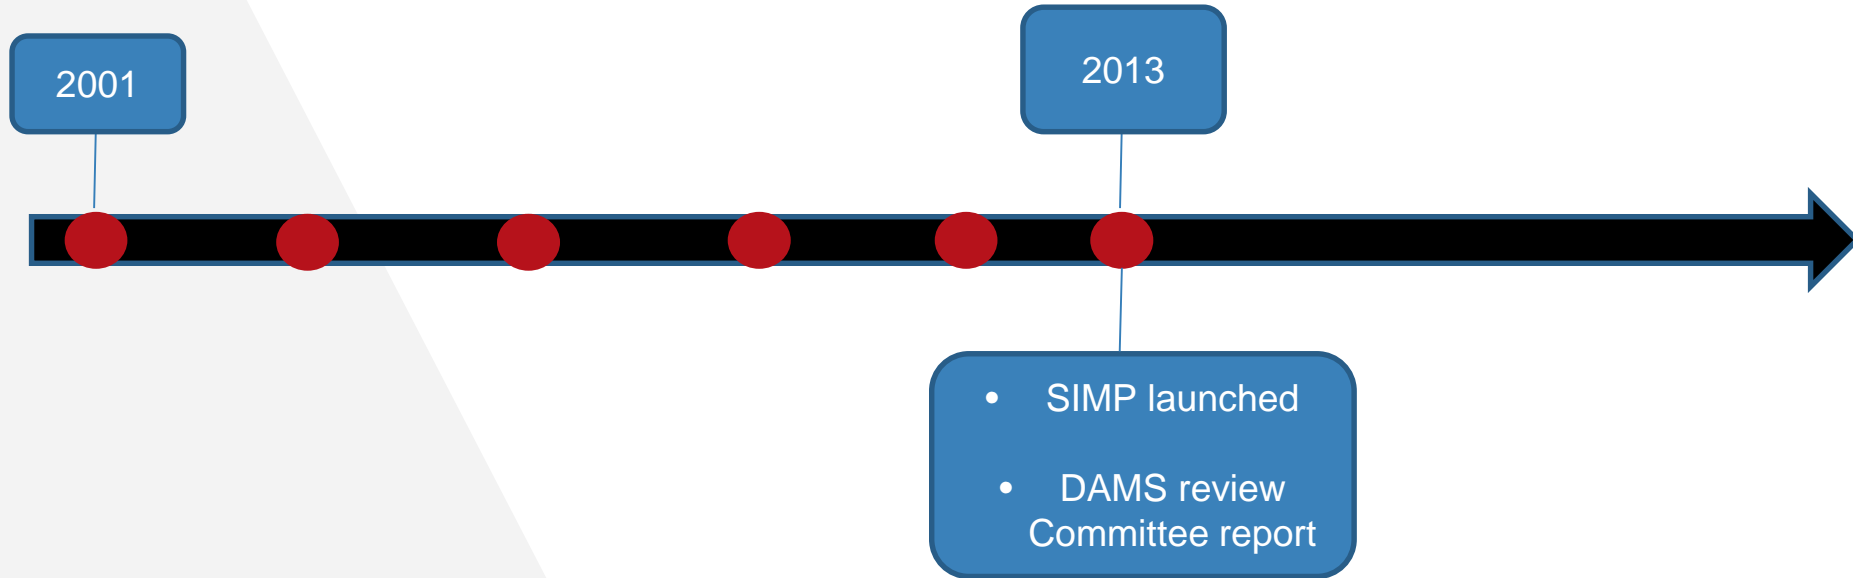 2001
2013
• SIMP launched
• DAMS review
Committee report